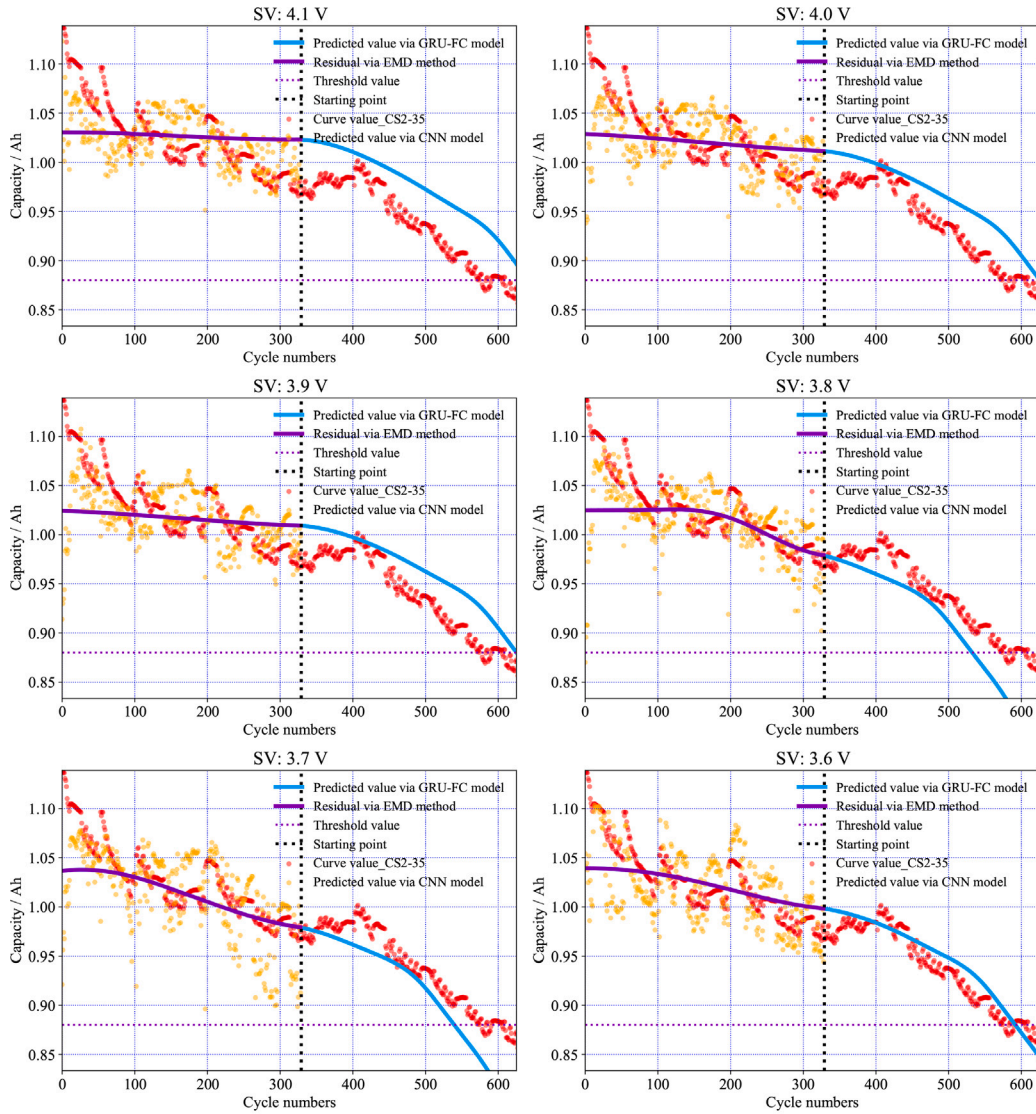 SV: 4.1 V
Capacity / Ah
1.10
1.05
1.00
0.95
0.90
0.85
Predicted value via GRU-FC model
Residual via EMD method
Threshold value
Starting point
Curve value_CS2-35
Predicted value via CNN model
0 100 200 300 400 500 600
Cycle numbers
SV: 4.0 V
Capacity / Ah
1.10
1.05
1.00
0.95
0.90
0.85
Predicted value via GRU-FC model
Residual via EMD method
Threshold value
Starting point
Curve value_CS2-35
Predicted value via CNN model
0 100 200 300 400 500 600
Cycle numbers
SV: 3.9 V
Capacity / Ah
1.10
1.05
1.00
0.95
0.90
0.85
Predicted value via GRU-FC model
Residual via EMD method
Threshold value
Starting point
Curve value_CS2-35
Predicted value via CNN model
0 100 200 300 400 500 600
Cycle numbers
SV: 3.8 V
Capacity / Ah
1.10
1.05
1.00
0.95
0.90
0.85
Predicted value via GRU-FC model
Residual via EMD method
Threshold value
Starting point
Curve value_CS2-35
Predicted value via CNN model
0 100 200 300 400 500 600
Cycle numbers
SV: 3.7 V
Capacity / Ah
1.10
1.05
1.00
0.95
0.90
0.85
Predicted value via GRU-FC model
Residual via EMD method
Threshold value
Starting point
Curve value_CS2-35
Predicted value via CNN model
0 100 200 300 400 500 600
Cycle numbers
SV: 3.6 V
Capacity / Ah
1.10
1.05
1.00
0.95
0.90
0.85
Predicted value via GRU-FC model
Residual via EMD method
Threshold value
Starting point
Curve value_CS2-35
Predicted value via CNN model
0 100 200 300 400 500 600
Cycle numbers